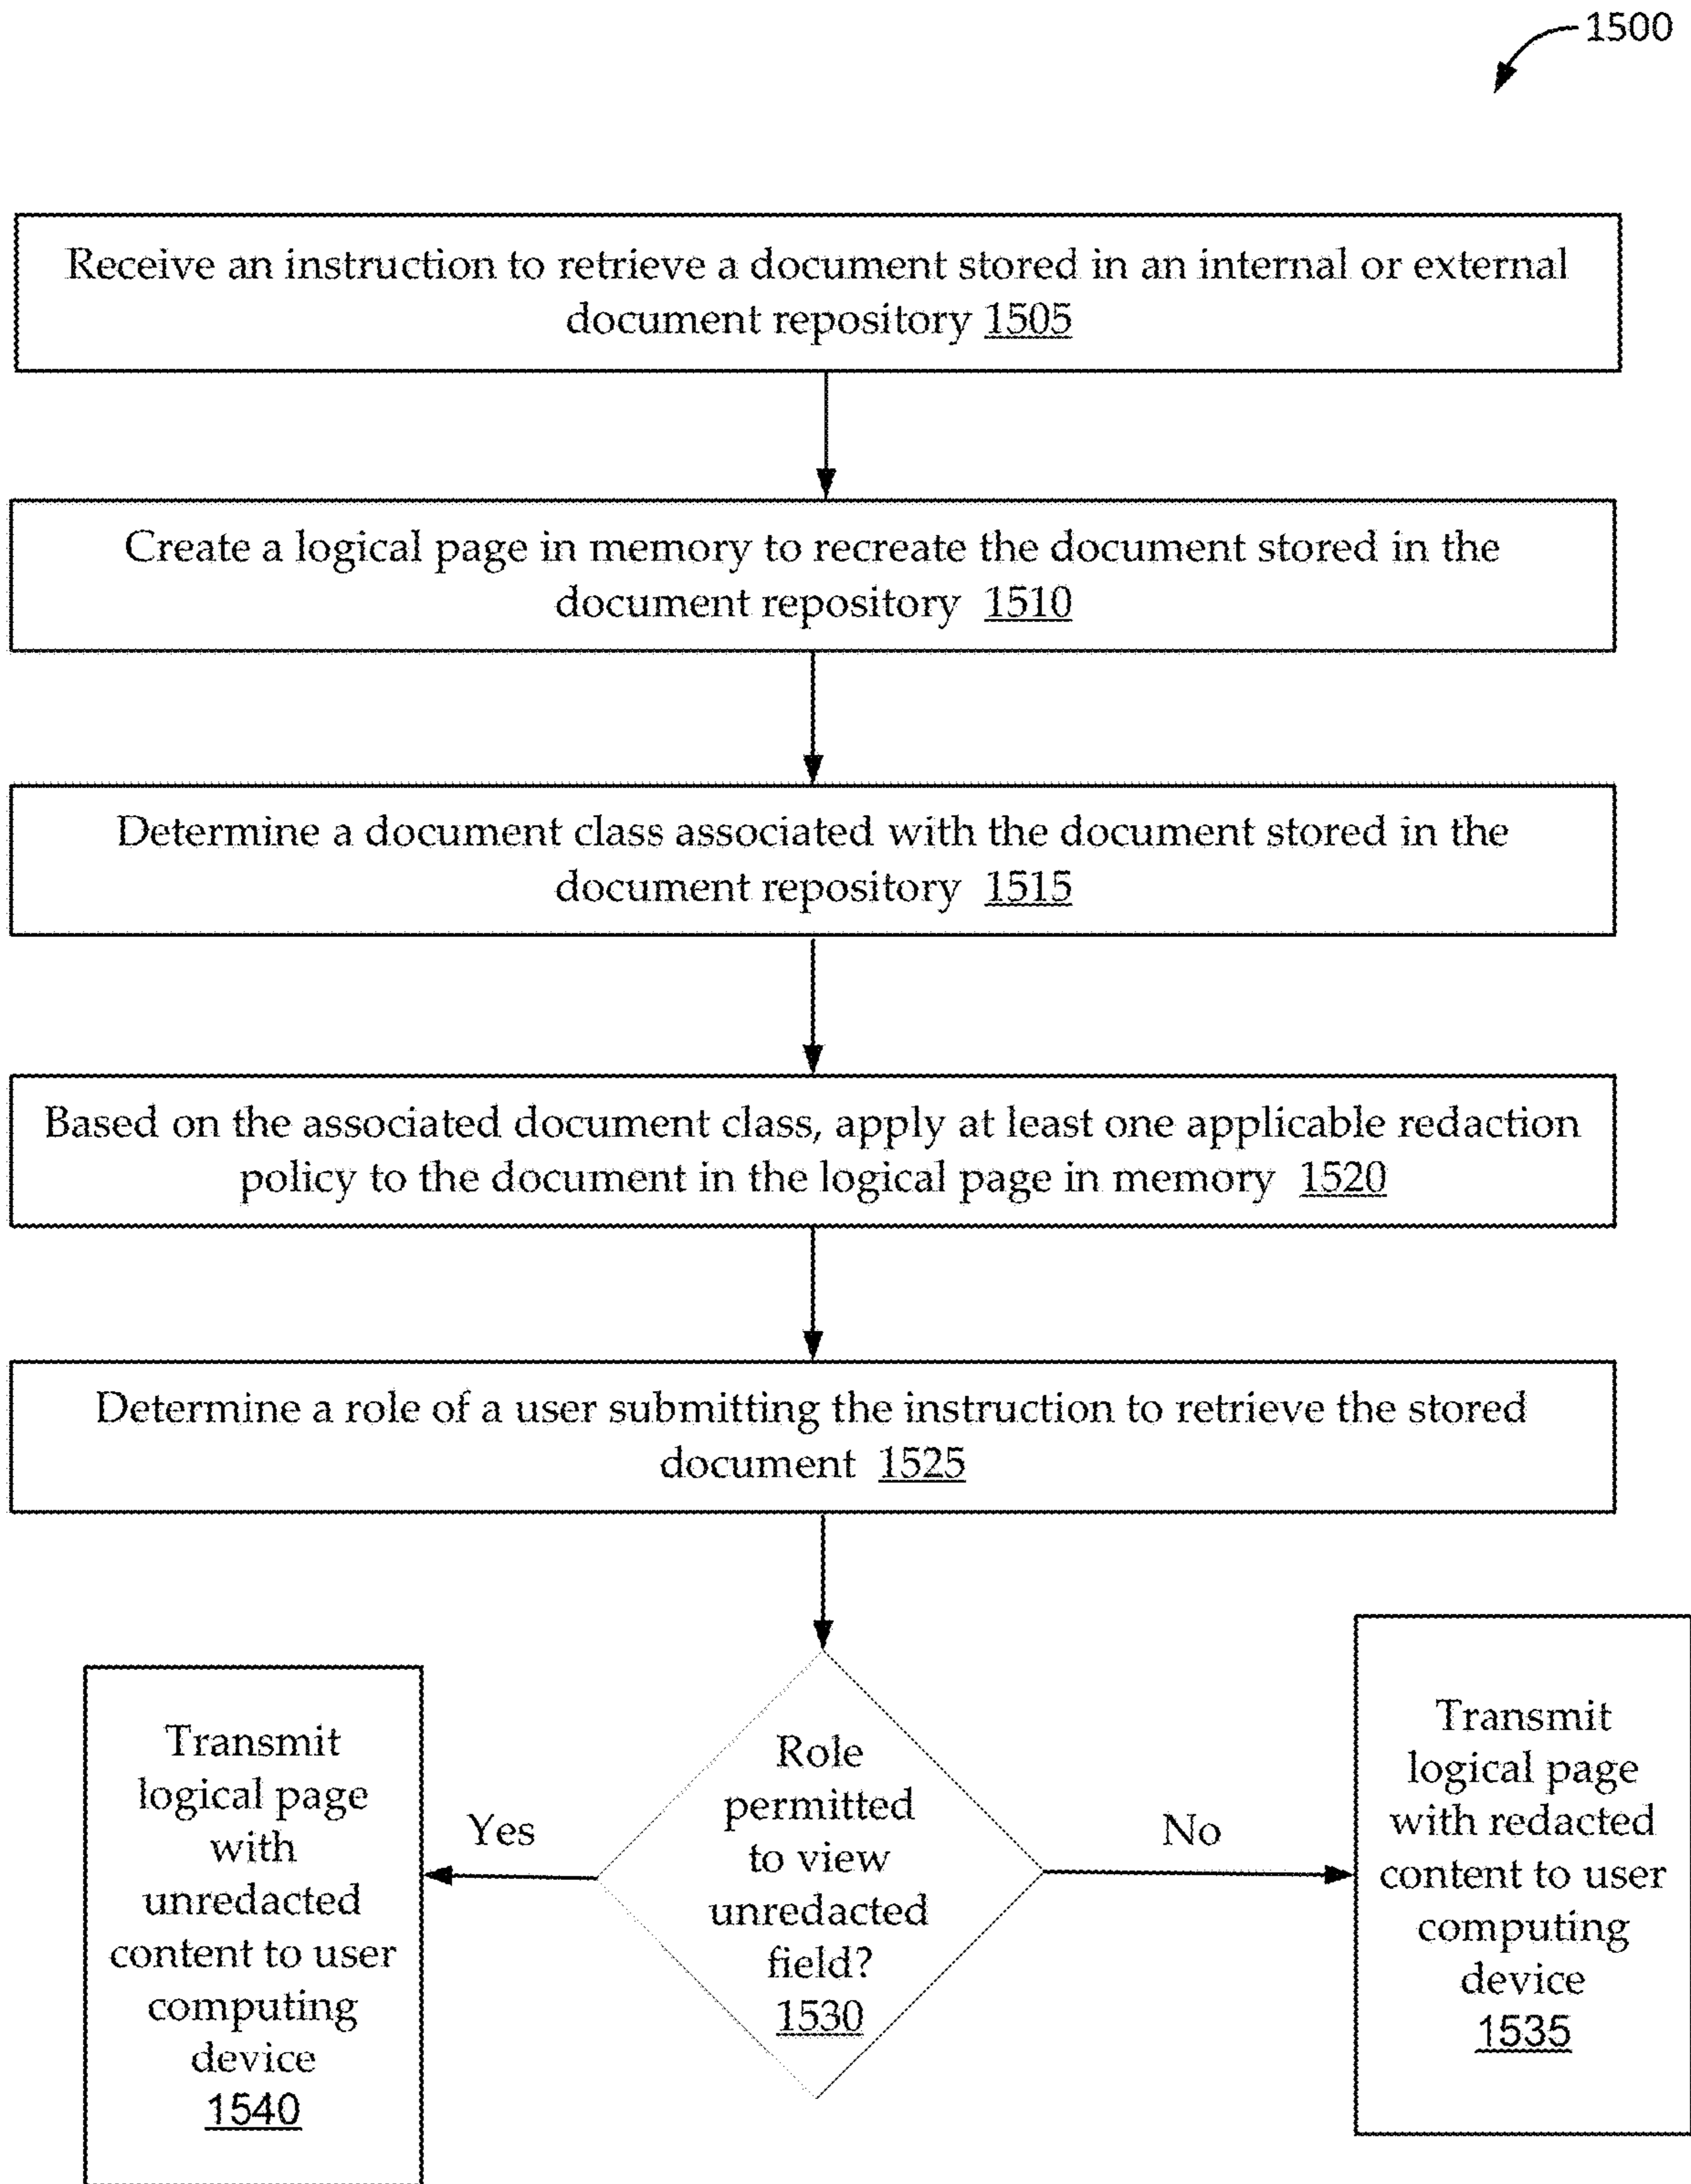 1500
Receive an instruction to retrieve a document stored in an internal or external
document repository 1505
Create a logical page in memory to recreate the document stored in the
document repository 1510
Determine a document class associated with the document stored in the
document repository 1515
Based on the associated document class, apply at least one applicable redaction
policy to the document in the logical page in memory 1520
Determine a role of a user submitting the instruction to retrieve the stored
document 1525
Transmit
logical page
with
unredacted
content to user
computing
device
1540
Yes
Role
permitted
to view
unredacted
field?
1530
No
Transmit
logical page
with redacted
content to user
computing
device
1535